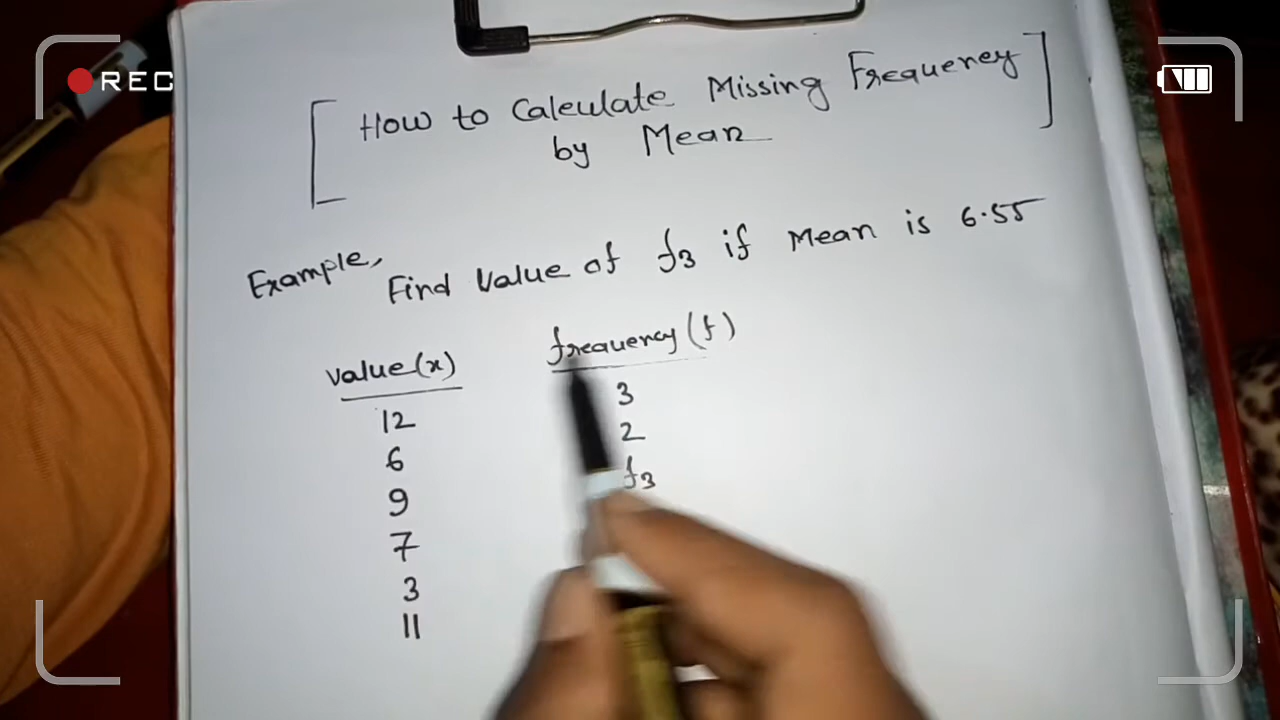 REC
How to Calculate Missing Frequency
by Mean
Example,
Find Value of f3 if Mean is 6.55
Value(x) frequency(f)
12 3
6 2
9 f3
7
3
11